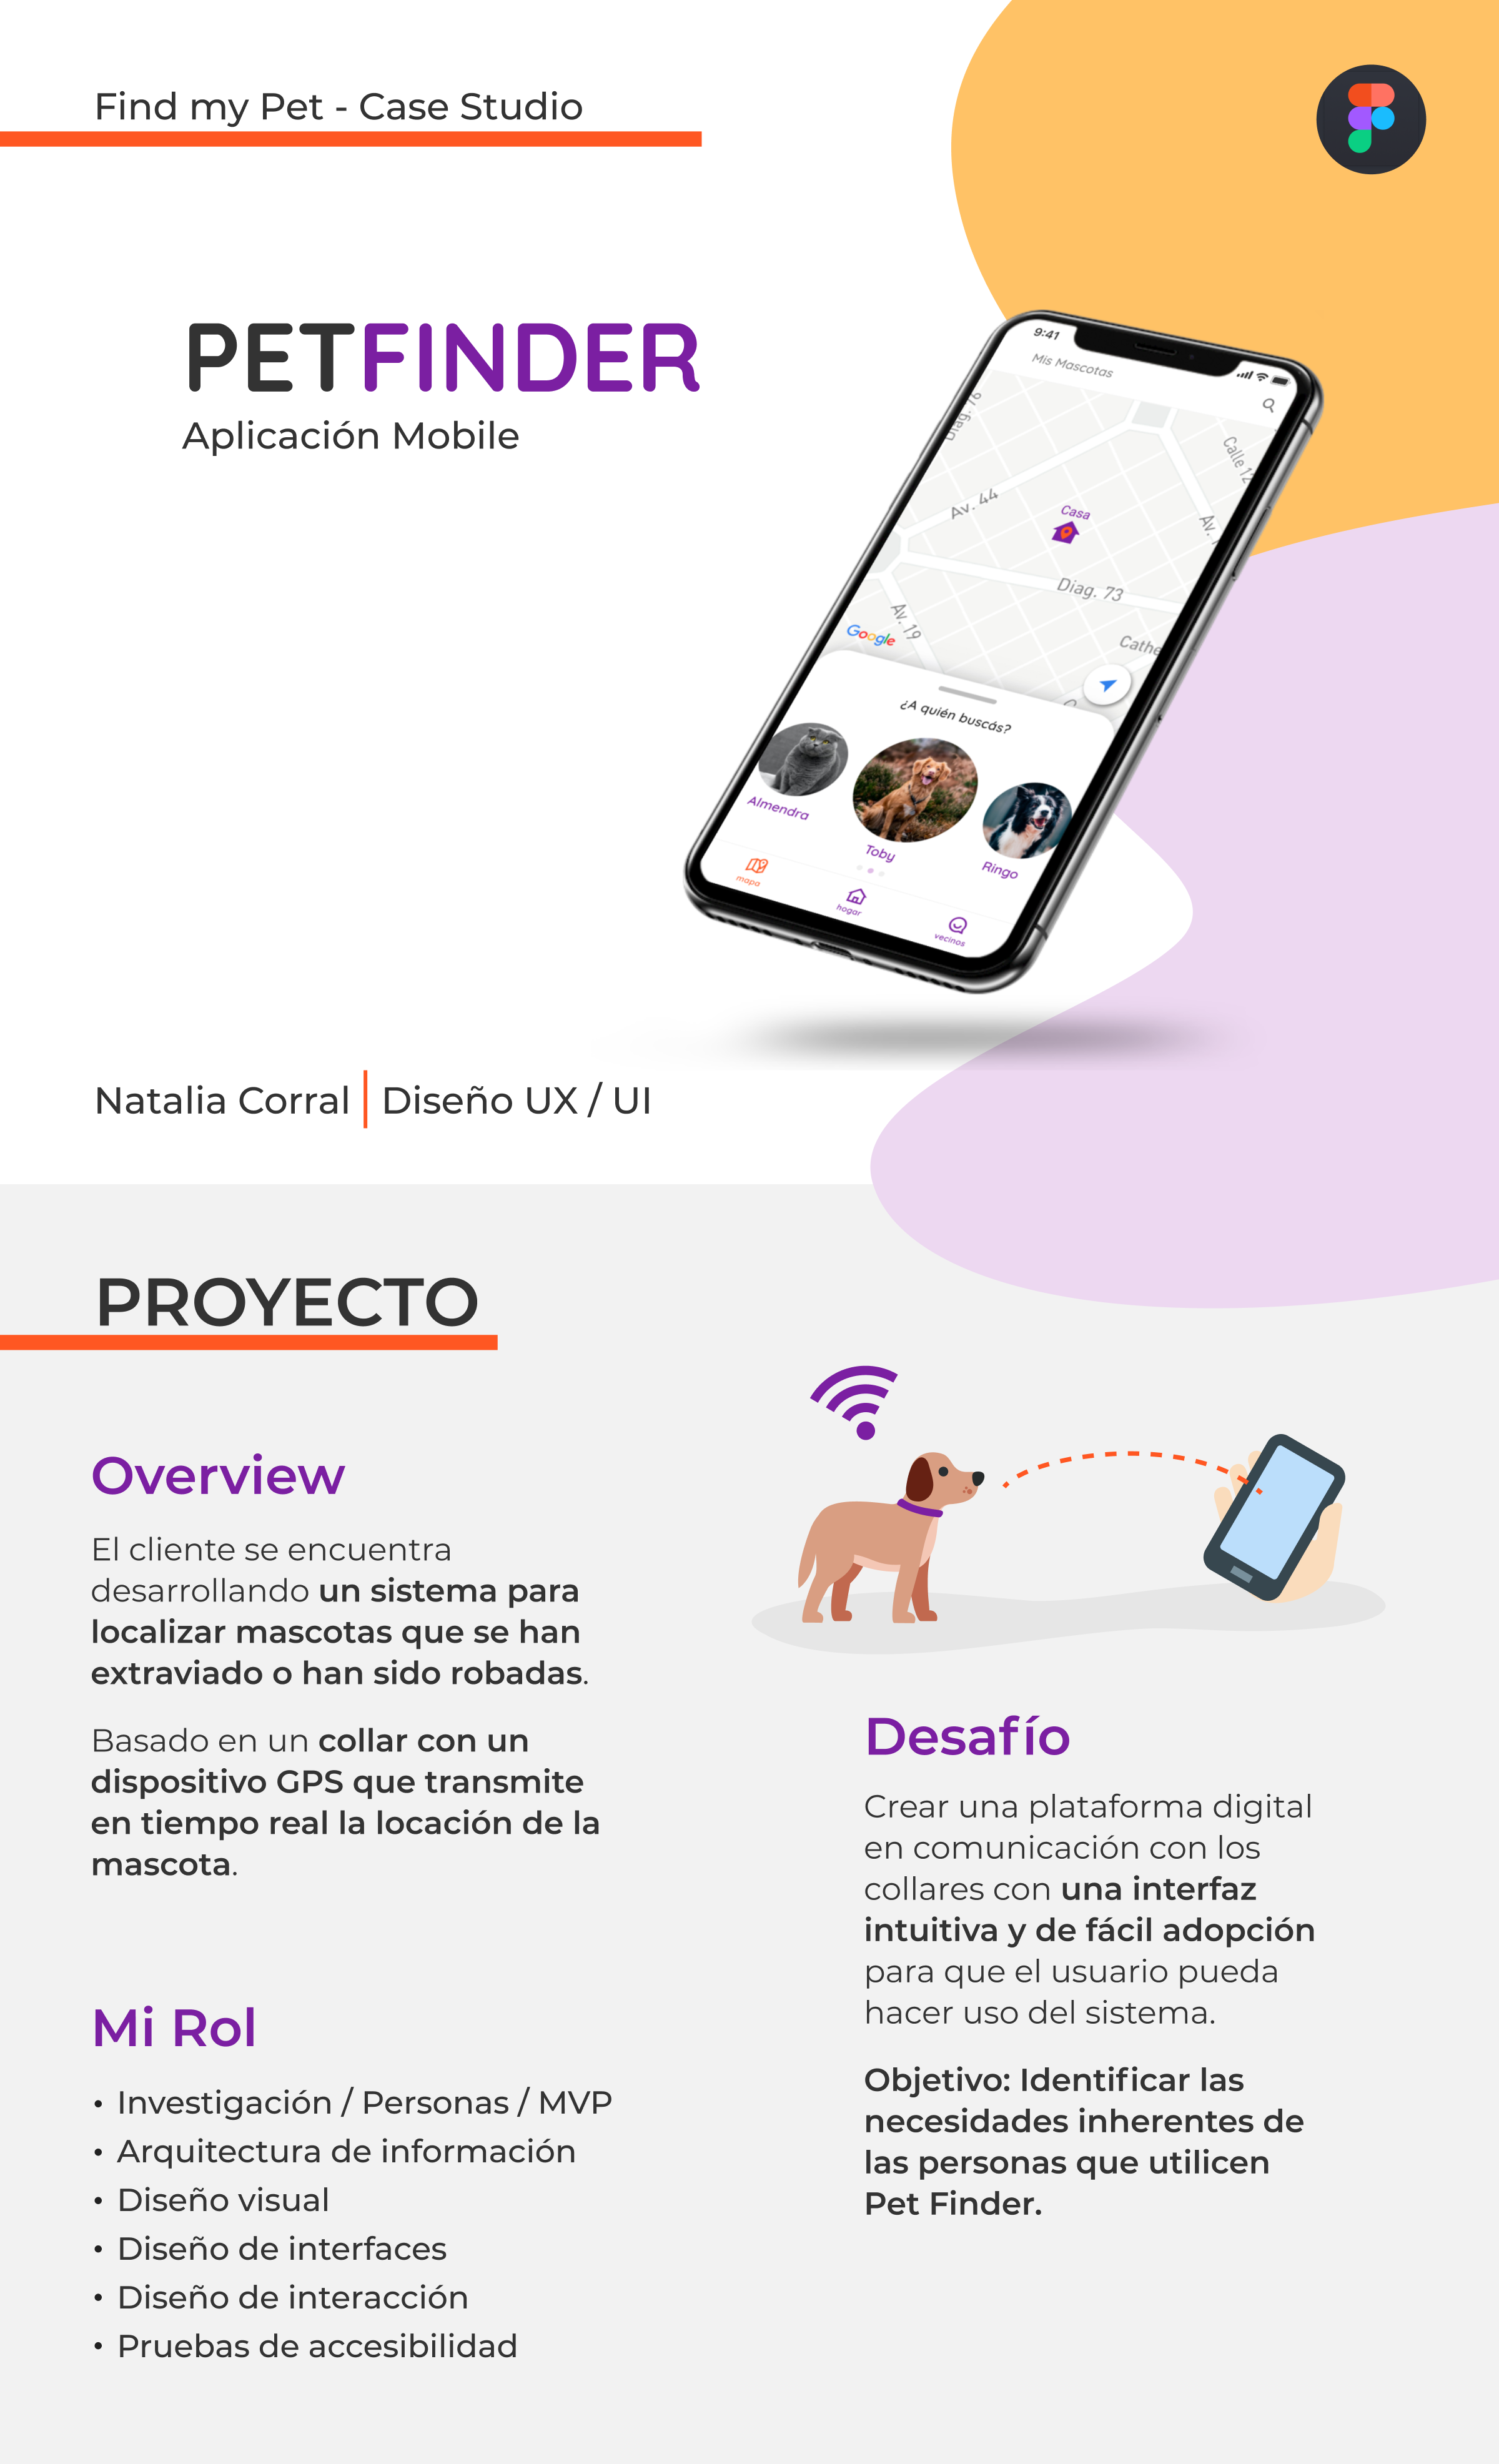 Find my Pet - Case Studio
PETFINDER
Aplicación Mobile
9:41
Mis Mascotas
Diag. 76
Calle 12
Av. 44
Casa
Av.
Diag. 73
Av. 19
Google
Cathe
¿A quién buscás?
Almendra
Toby
Ringo
mapa
hogar
vecinos
Natalia Corral | Diseño UX / UI
PROYECTO
Overview
El cliente se encuentra
desarrollando un sistema para
localizar mascotas que se han
extraviado o han sido robadas.
Basado en un collar con un
dispositivo GPS que transmite
en tiempo real la locación de la
mascota.
Mi Rol
• Investigación / Personas / MVP
• Arquitectura de información
• Diseño visual
• Diseño de interfaces
• Diseño de interacción
• Pruebas de accesibilidad
Desafío
Crear una plataforma digital
en comunicación con los
collares con una interfaz
intuitiva y de fácil adopción
para que el usuario pueda
hacer uso del sistema.
Objetivo: Identificar las
necesidades inherentes de
las personas que utilicen
Pet Finder.